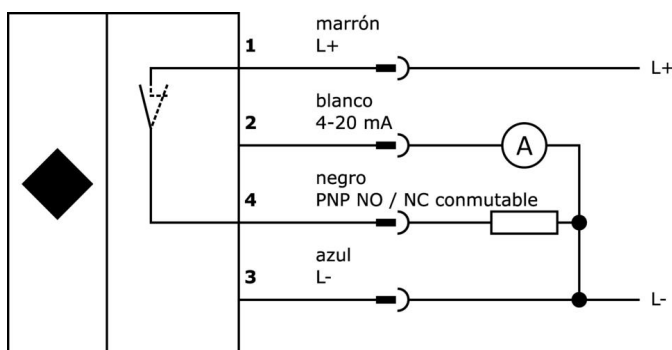 marrón
1 L+
L+
blanco
2 4-20 mA
A
negro
4 PNP NO / NC conmutable
azul
3 L-
L-